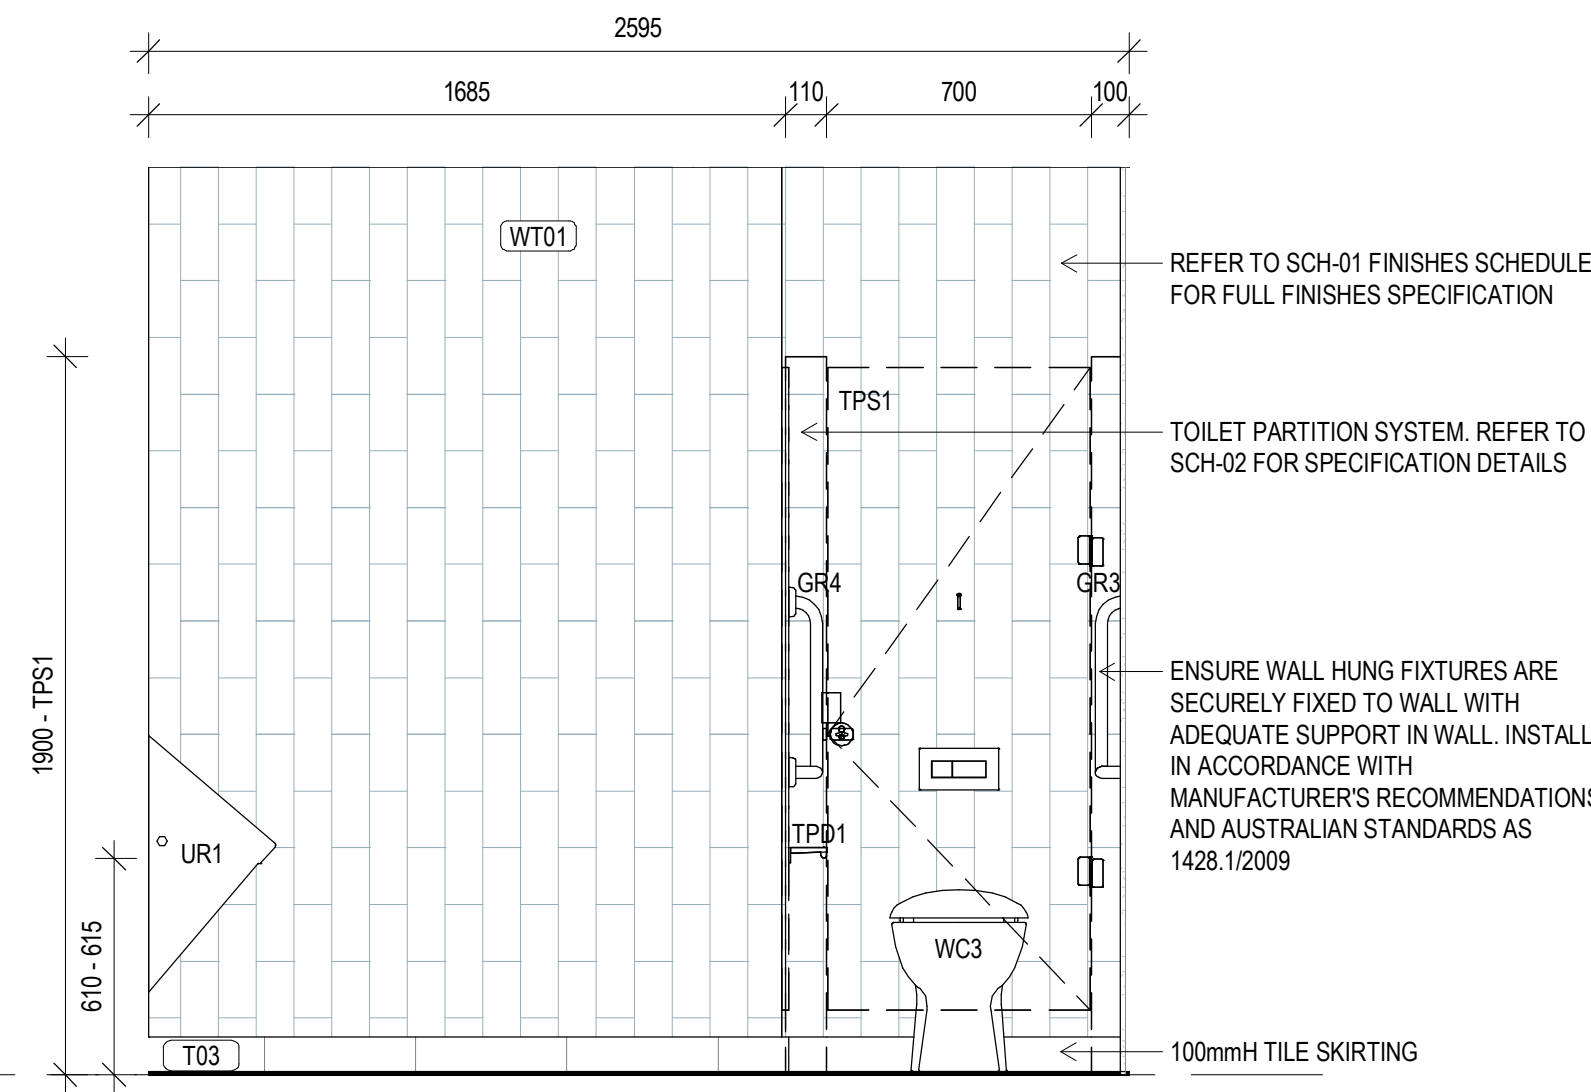 2595
1685
110
700
100
WT01
REFER TO SCH-01 FINISHES SCHEDULE
FOR FULL FINISHES SPECIFICATION
TPS1
TOILET PARTITION SYSTEM. REFER TO
SCH-02 FOR SPECIFICATION DETAILS
GR4
GR3
1900 - TPS1
ENSURE WALL HUNG FIXTURES ARE
SECURELY FIXED TO WALL WITH
ADEQUATE SUPPORT IN WALL. INSTALL
IN ACCORDANCE WITH
MANUFACTURER'S RECOMMENDATIONS
AND AUSTRALIAN STANDARDS AS
1428.1/2009
TPD1
UR1
WC3
610 - 615
T03
100mmH TILE SKIRTING